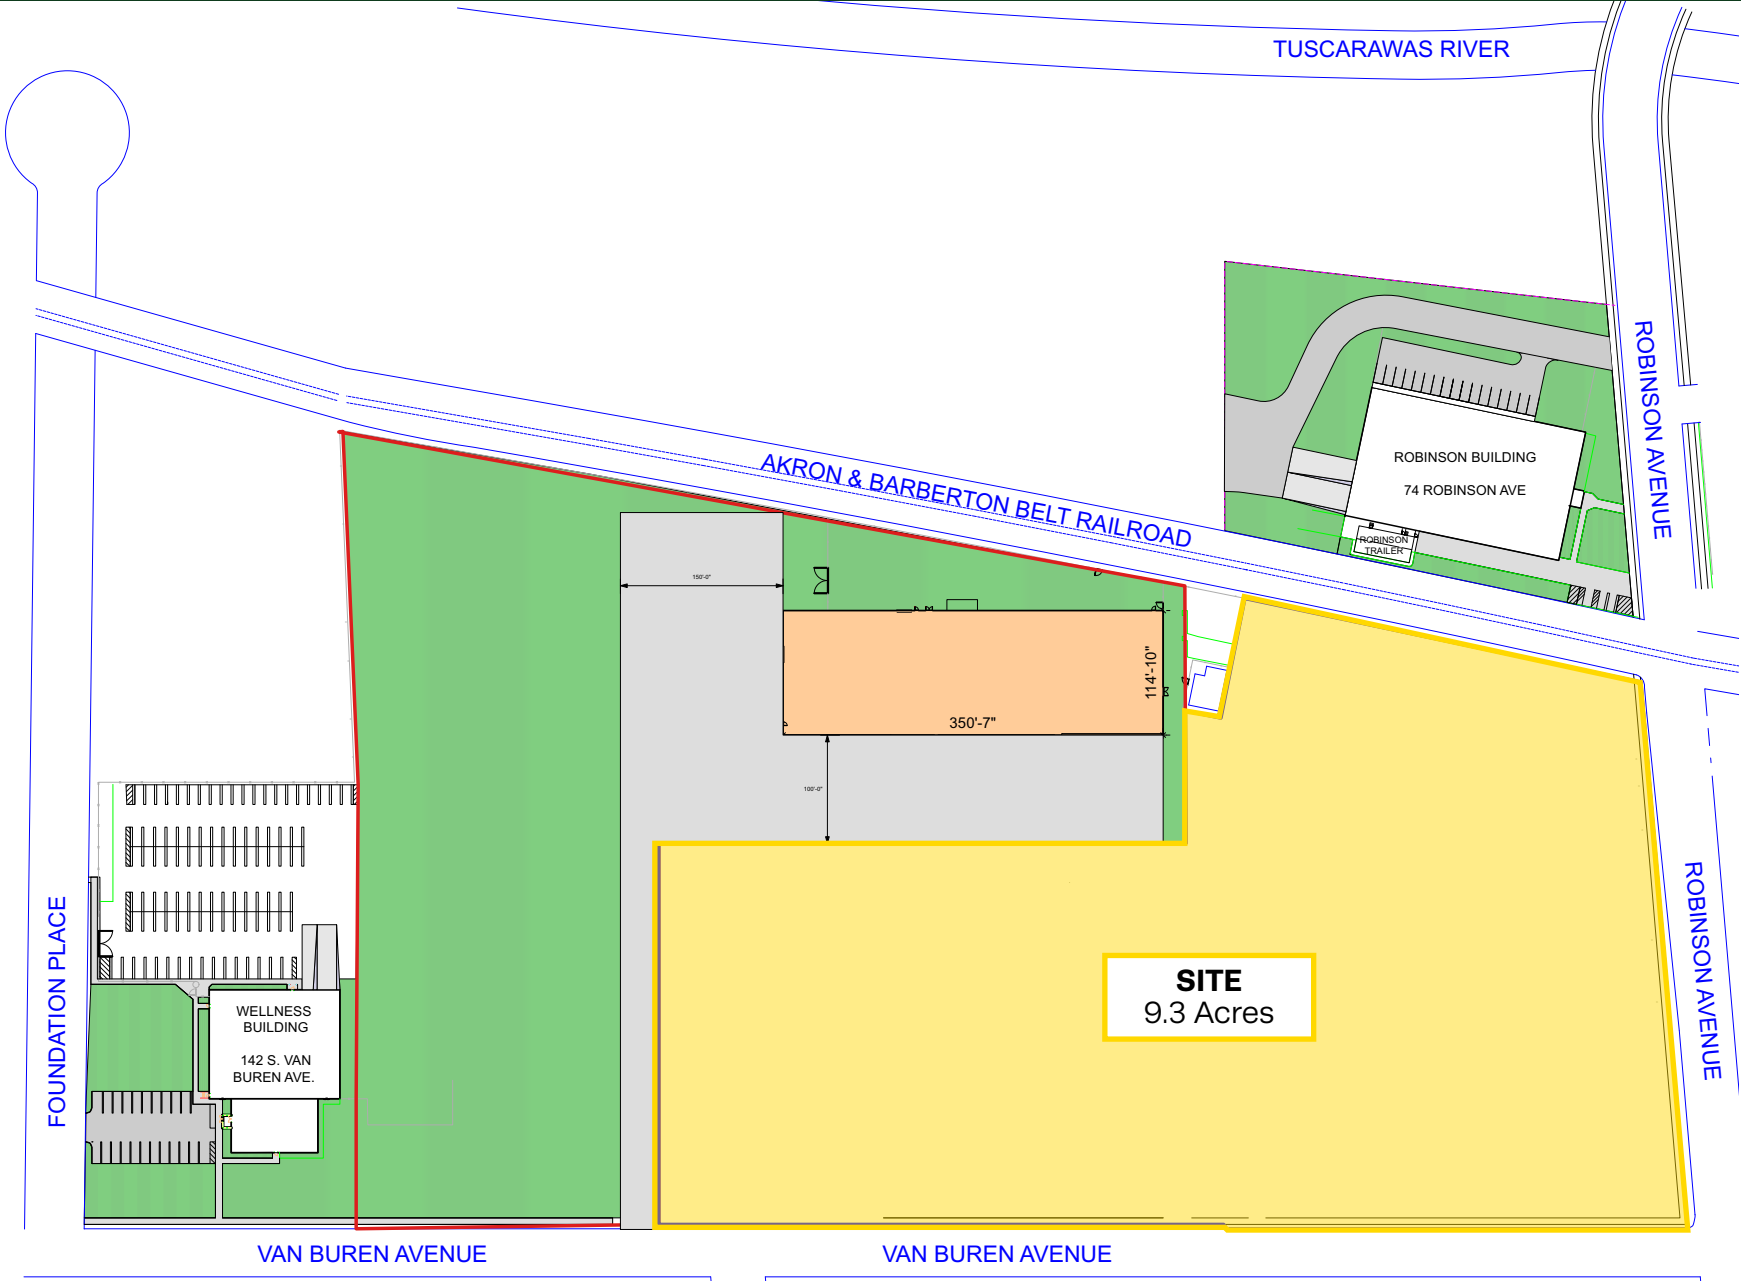 TUSCARAWAS RIVER
ROBINSON AVENUE
AKRON & BARBERTON BELT RAILROAD
ROBINSON BUILDING
74 ROBINSON AVE
ROBINSON
TRAILER
150'-0"
114'-10"
350'-7"
100'-0"
SITE
9.3 Acres
ROBINSON AVENUE
FOUNDATION PLACE
WELLNESS
BUILDING
142 S. VAN
BUREN AVE.
VAN BUREN AVENUE
VAN BUREN AVENUE